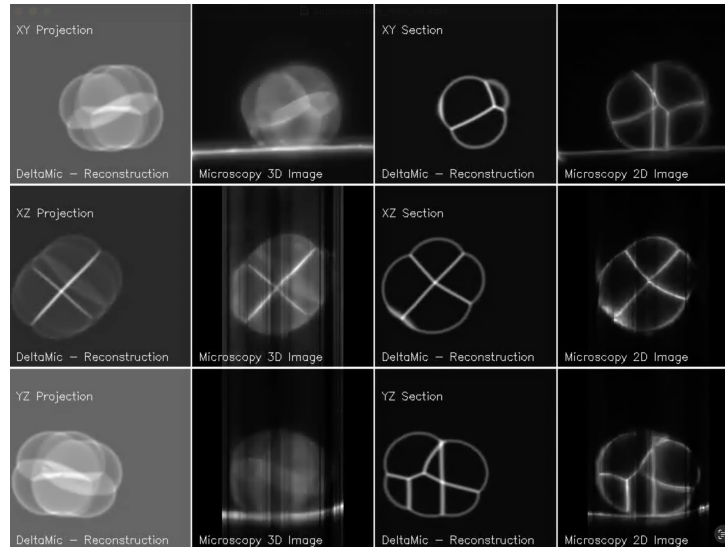 XY Projection
DeltaMic – Reconstruction
Microscopy 3D Image
XY Section
DeltaMic – Reconstruction
Microscopy 2D Image
XZ Projection
DeltaMic – Reconstruction
Microscopy 3D Image
XZ Section
DeltaMic – Reconstruction
Microscopy 2D Image
YZ Projection
DeltaMic – Reconstruction
Microscopy 3D Image
YZ Section
DeltaMic – Reconstruction
Microscopy 2D Image